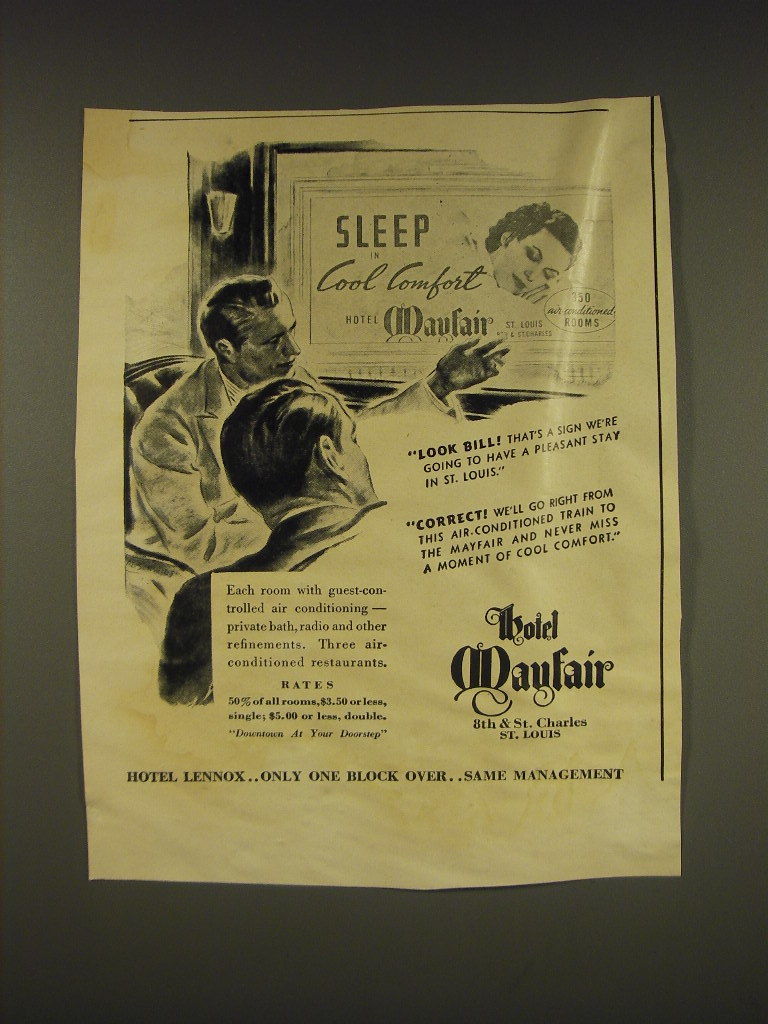 SLEEP
IN
Cool Comfort
HOTEL Mayfair ST. LOUIS
8TH & ST. CHARLES
350
air conditioned
ROOMS
"LOOK BILL! THAT'S A SIGN WE'RE
GOING TO HAVE A PLEASANT STAY
IN ST. LOUIS."
"CORRECT! WE'LL GO RIGHT FROM
THIS AIR-CONDITIONED TRAIN TO
THE MAYFAIR AND NEVER MISS
A MOMENT OF COOL COMFORT."
Each room with guest-con-
trolled air conditioning —
private bath, radio and other
refinements. Three air-
conditioned restaurants.
RATES
50% of all rooms, $3.50 or less,
single; $5.00 or less, double.
"Downtown At Your Doorstep"
Hotel
Mayfair
8th & St. Charles
ST. LOUIS
HOTEL LENNOX..ONLY ONE BLOCK OVER..SAME MANAGEMENT